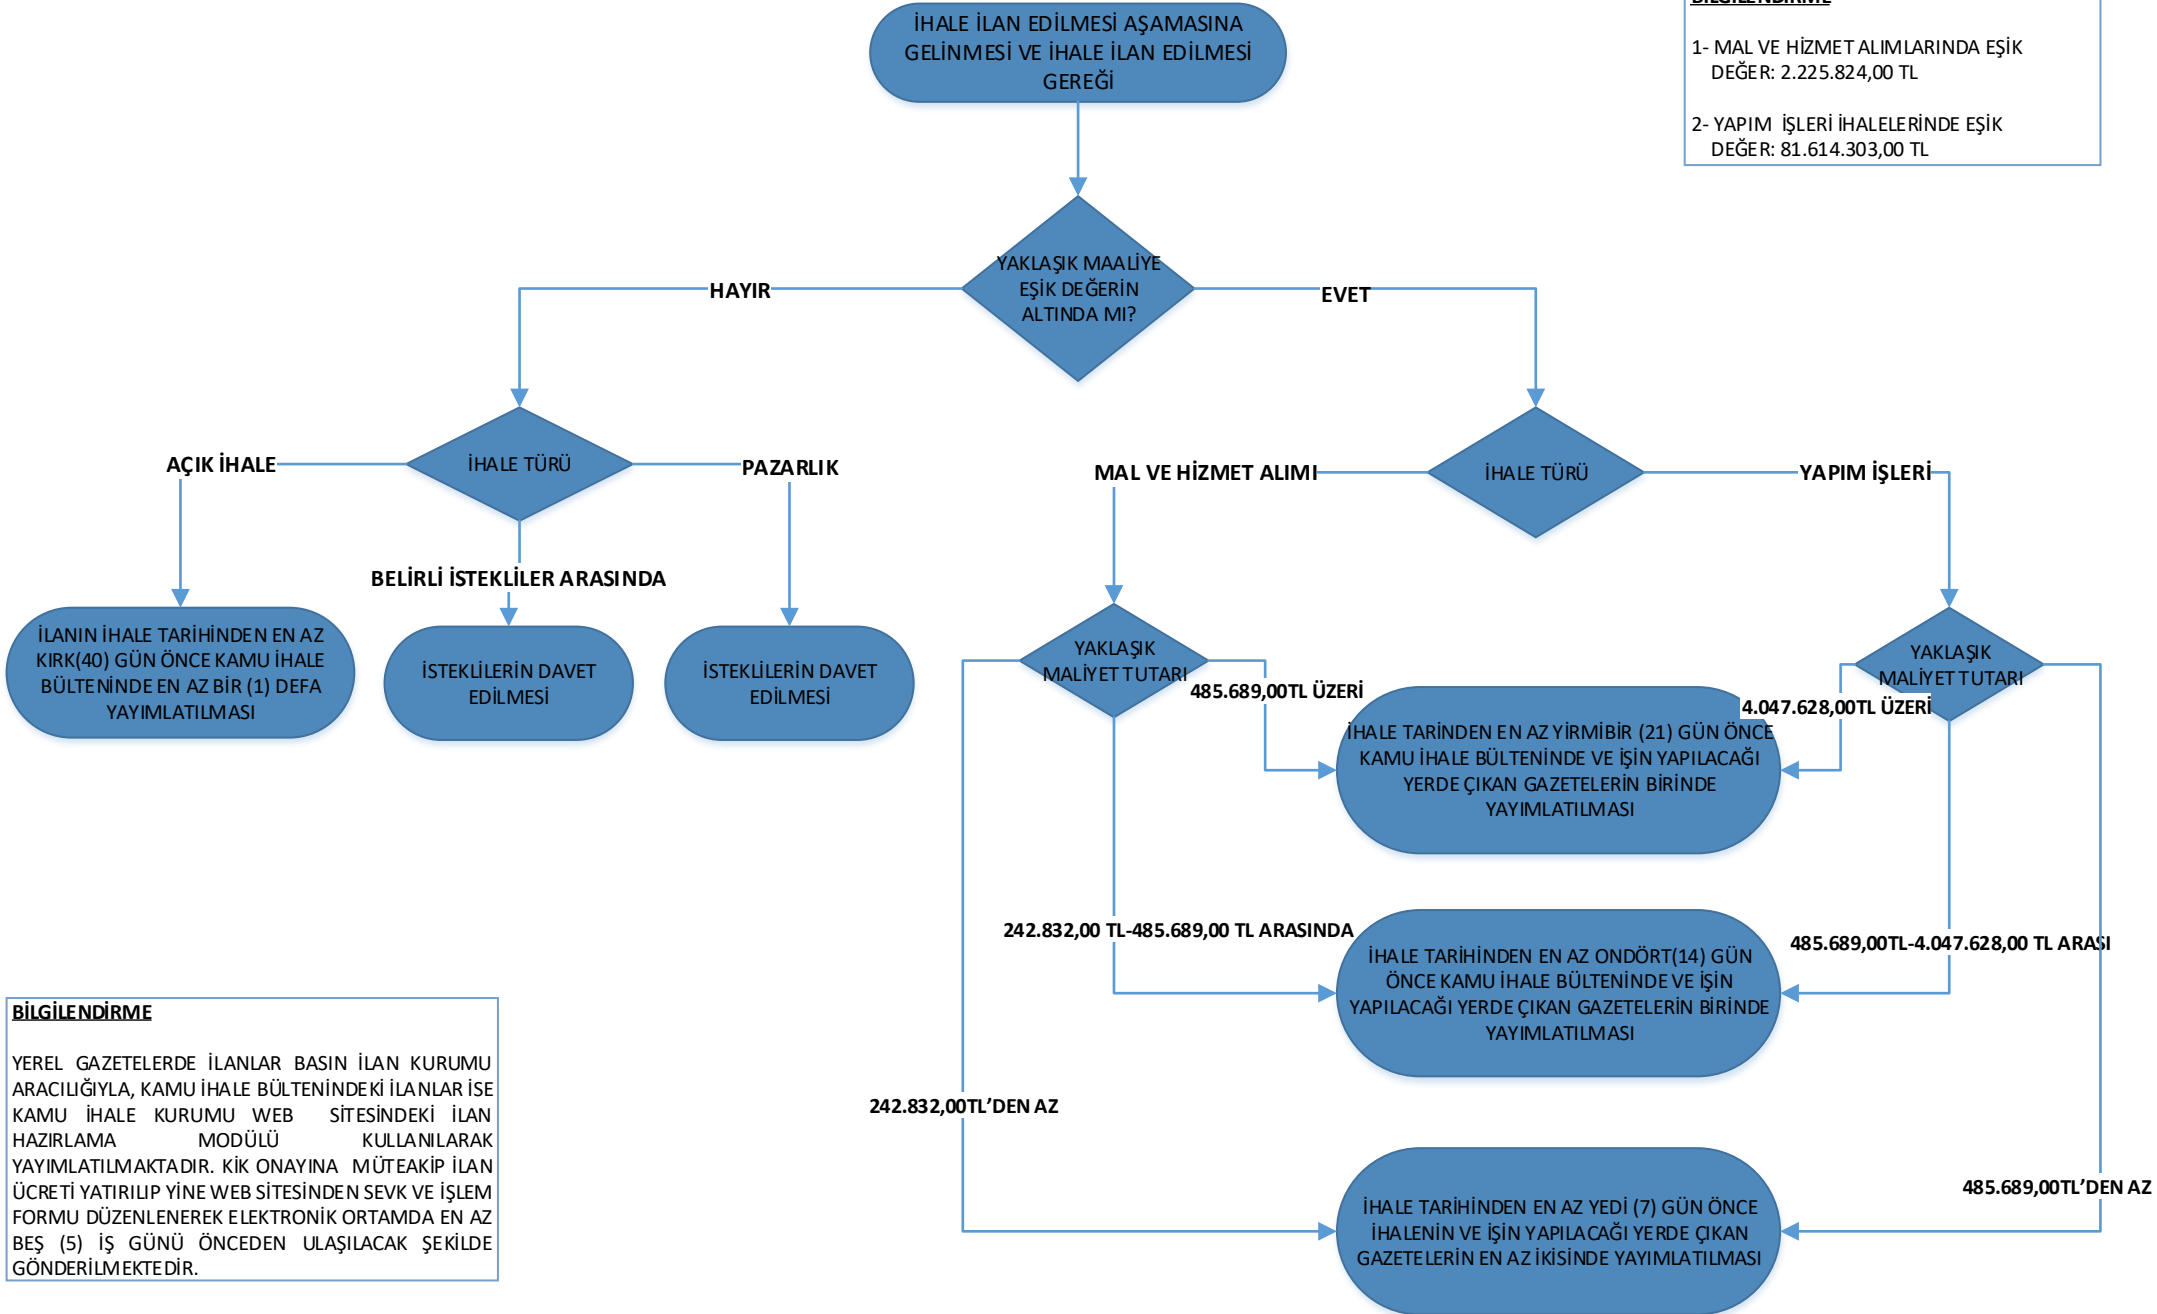 İHALE İLAN EDİLMESİ AŞAMASINA
GELİNMESİ VE İHALE İLAN EDİLMESİ
GEREĞİ
BİLGİLENDİRME
1- MAL VE HİZMET ALIMLARINDA EŞİK
DEĞER: 2.225.824,00 TL
2- YAPIM İŞLERİ İHALELERİNDE EŞİK
DEĞER: 81.614.303,00 TL
YAKLAŞIK MAALİYE
EŞİK DEĞERİN
ALTINDA MI?
HAYIR
EVET
İHALE TÜRÜ
AÇIK İHALE
PAZARLIK
BELİRLİ İSTEKLİLER ARASINDA
İHALE TÜRÜ
MAL VE HİZMET ALIMI
YAPIM İŞLERİ
İLANIN İHALE TARİHİNDEN EN AZ
KIRK(40) GÜN ÖNCE KAMU İHALE
BÜLTENİNDE EN AZ BİR (1) DEFA
YAYIMLATILMASI
İSTEKLİLERİN DAVET
EDİLMESİ
İSTEKLİLERİN DAVET
EDİLMESİ
YAKLAŞIK
MALİYET TUTARI
485.689,00TL ÜZERİ
YAKLAŞIK
MALİYET TUTARI
4.047.628,00TL ÜZERİ
İHALE TARİNDEN EN AZ YİRMİBİR (21) GÜN ÖNCE
KAMU İHALE BÜLTENİNDE VE İŞİN YAPILACAĞI
YERDE ÇIKAN GAZETELERİN BİRİNDE
YAYIMLATILMASI
242.832,00 TL-485.689,00 TL ARASINDA
485.689,00TL-4.047.628,00 TL ARASI
İHALE TARİHİNDEN EN AZ ONDÖRT(14) GÜN
ÖNCE KAMU İHALE BÜLTENİNDE VE İŞİN
YAPILACAĞI YERDE ÇIKAN GAZETELERİN BİRİNDE
YAYIMLATILMASI
242.832,00TL’DEN AZ
485.689,00TL’DEN AZ
İHALE TARİHİNDEN EN AZ YEDİ (7) GÜN ÖNCE
İHALENİN VE İŞİN YAPILACAĞI YERDE ÇIKAN
GAZETELERİN EN AZ İKİSİNDE YAYIMLATILMASI
BİLGİLENDİRME
YEREL GAZETELERDE İLANLAR BASIN İLAN KURUMU
ARACILIĞIYLA, KAMU İHALE BÜLTENİNDEKİ İLANLAR İSE
KAMU İHALE KURUMU WEB SİTESİNDEKİ İLAN
HAZIRLAMA MODÜLÜ KULLANILARAK
YAYIMLATILMAKTADIR. KİK ONAYINA MÜTEAKİP İLAN
ÜCRETİ YATIRILIP YİNE WEB SİTESİNDEN SEVK VE İŞLEM
FORMU DÜZENLENEREK ELEKTRONİK ORTAMDA EN AZ
BEŞ (5) İŞ GÜNÜ ÖNCEDEN ULAŞILACAK ŞEKİLDE
GÖNDERİLMEKTEDİR.